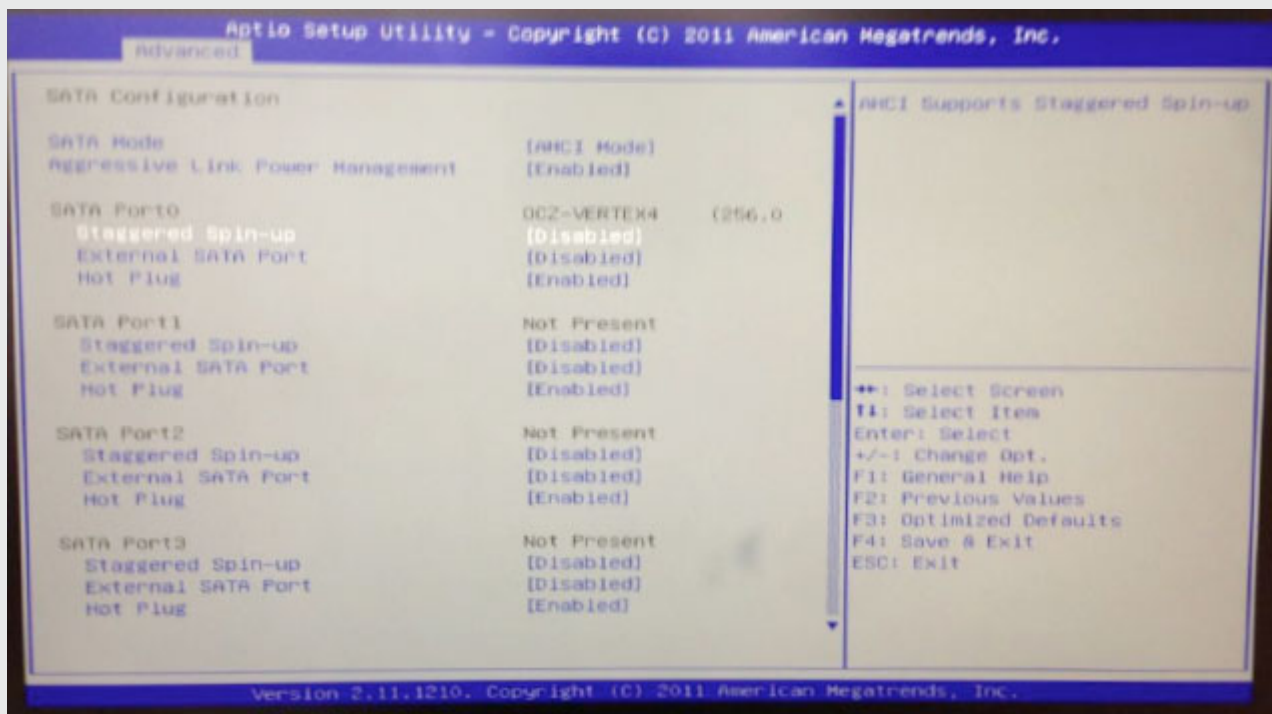 Aptio Setup Utility - Copyright (C) 2011 American Megatrends, Inc.
Advanced
SATA Configuration
SATA Mode [AHCI Mode]
Aggressive Link Power Management [Enabled]
SATA Port0 OCZ-VERTEX4 (256.0
Staggered Spin-up [Disabled]
External SATA Port [Disabled]
Hot Plug [Enabled]
SATA Port1 Not Present
Staggered Spin-up [Disabled]
External SATA Port [Disabled]
Hot Plug [Enabled]
SATA Port2 Not Present
Staggered Spin-up [Disabled]
External SATA Port [Disabled]
Hot Plug [Enabled]
SATA Port3 Not Present
Staggered Spin-up [Disabled]
External SATA Port [Disabled]
Hot Plug [Enabled]
AHCI Supports Staggered Spin-up
→←: Select Screen
↑↓: Select Item
Enter: Select
+/-: Change Opt.
F1: General Help
F2: Previous Values
F3: Optimized Defaults
F4: Save & Exit
ESC: Exit
Version 2.11.1210. Copyright (C) 2011 American Megatrends, Inc.